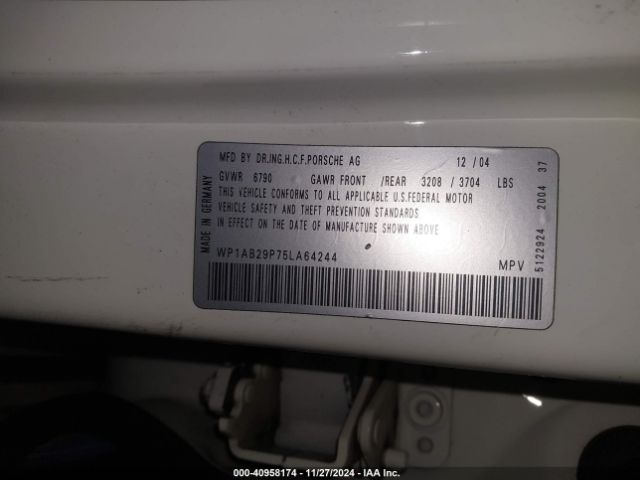 MFD BY DR.ING.H.C.F.PORSCHE AG 12/04
GVWR 6790 GAWR FRONT /REAR 3208 / 3704 LBS
THIS VEHICLE CONFORMS TO ALL APPLICABLE U.S.FEDERAL MOTOR
VEHICLE SAFETY AND THEFT PREVENTION STANDARDS
IN EFFECT ON THE DATE OF MANUFACTURE SHOWN ABOVE.
WP1AB29P75LA64244
MPV
MADE IN GERMANY
5122924 2004 37
000-40958174 | 11/27/2024 | IAA Inc.